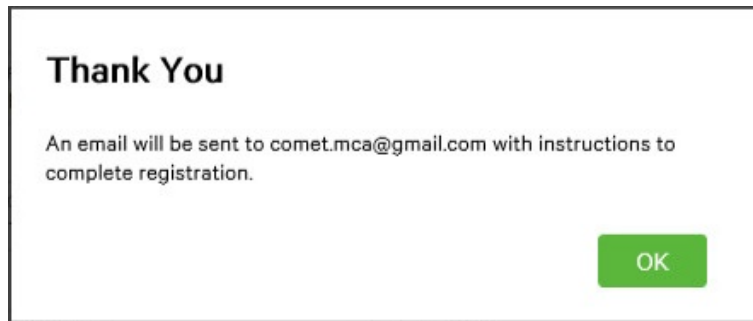 Thank You
An email will be sent to comet.mca@gmail.com with instructions to
complete registration.
OK